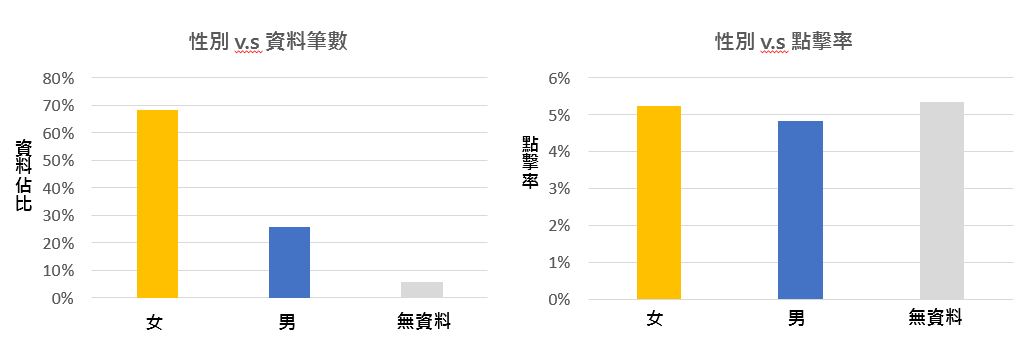 性別 v.s 資料筆數
80%
70%
60%
50%
40%
30%
20%
10%
0%
資料佔比
女 男 無資料
性別 v.s 點擊率
6%
5%
4%
3%
2%
1%
0%
點擊率
女 男 無資料